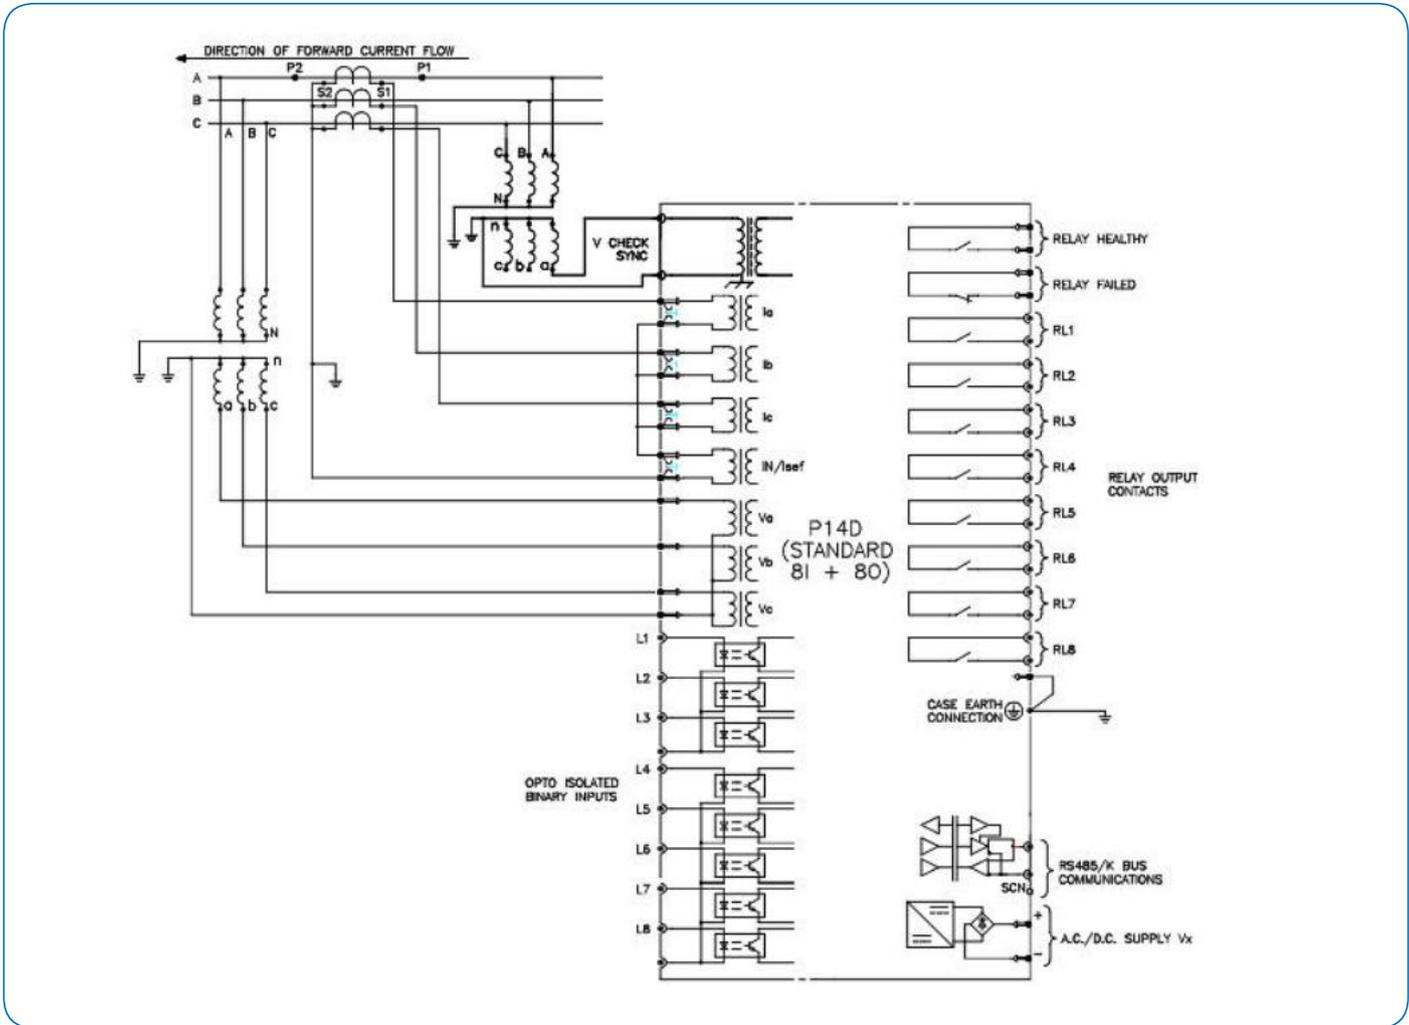 DIRECTION OF FORWARD CURRENT FLOW
P2 P1
A
S2 S1
B
C
A B C
C B A
N
n
c b a
V CHECK
SYNC
N
n
a b c
Ia
Ib
Ic
IN/Isef
Va
Vb
Vc
P14D
(STANDARD
8I + 8O)
L1
L2
L3
L4
L5
L6
L7
L8
OPTO ISOLATED
BINARY INPUTS
RELAY HEALTHY
RELAY FAILED
RL1
RL2
RL3
RL4
RL5
RL6
RL7
RL8
RELAY OUTPUT
CONTACTS
CASE EARTH
CONNECTION
SCN
RS485/K BUS
COMMUNICATIONS
+
A.C./D.C. SUPPLY Vx
-